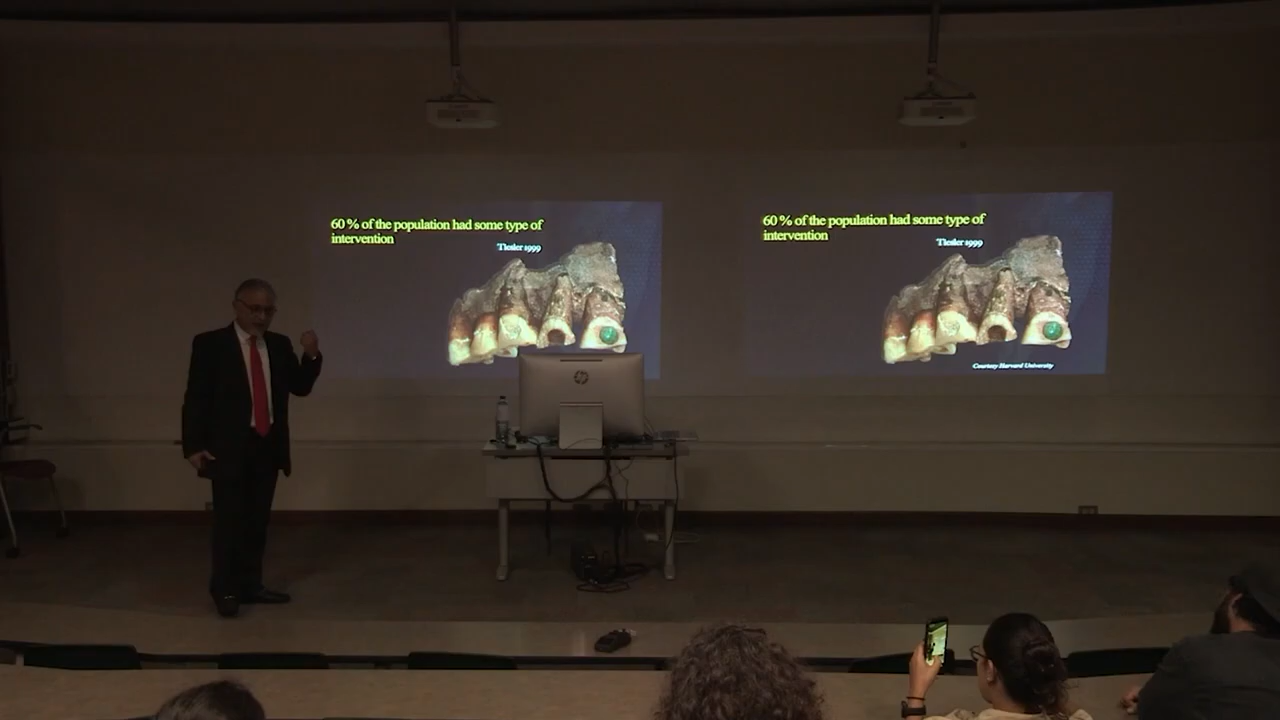 60 % of the population had some type of
intervention
Tiesler 1999
hp
60 % of the population had some type of
intervention
Tiesler 1999
Courtesy Harvard University